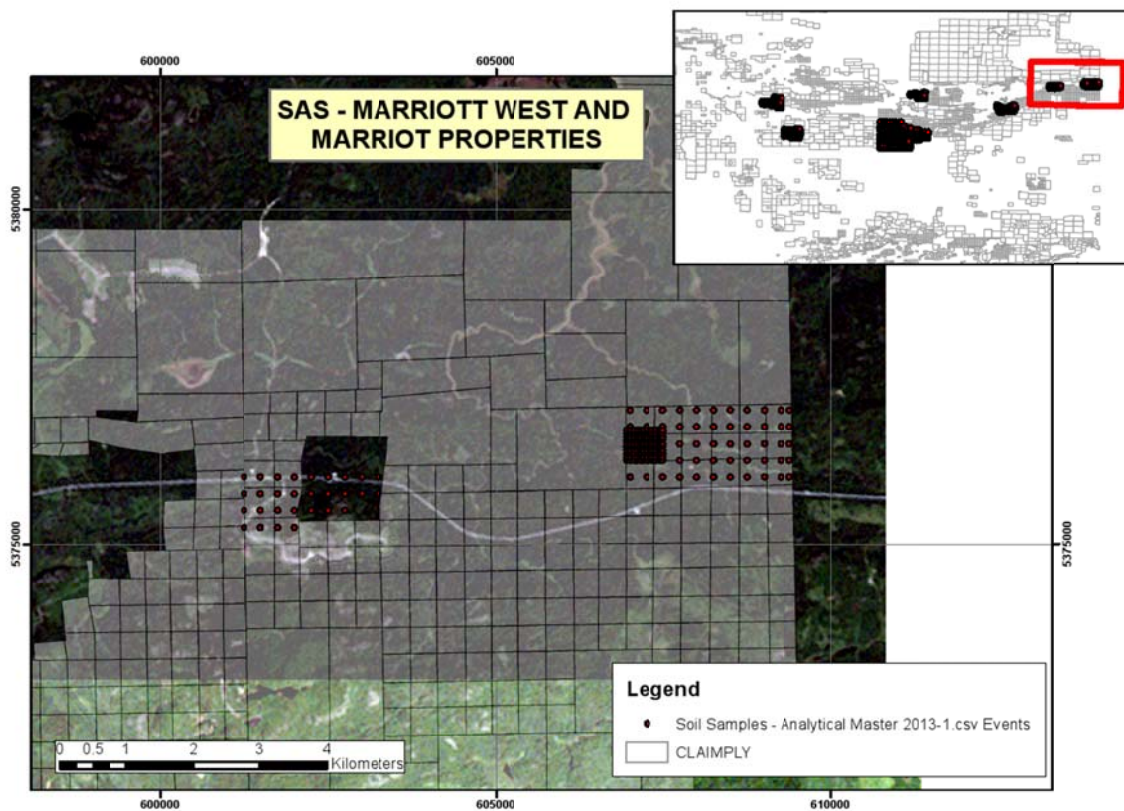 600000
605000
SAS - MARRIOTT WEST AND
MARRIOT PROPERTIES
5380000
5375000
5375000
Legend
Soil Samples - Analytical Master 2013-1.csv Events
CLAIMPLY
0 0.5 1 2 3 4
Kilometers
600000
605000
610000